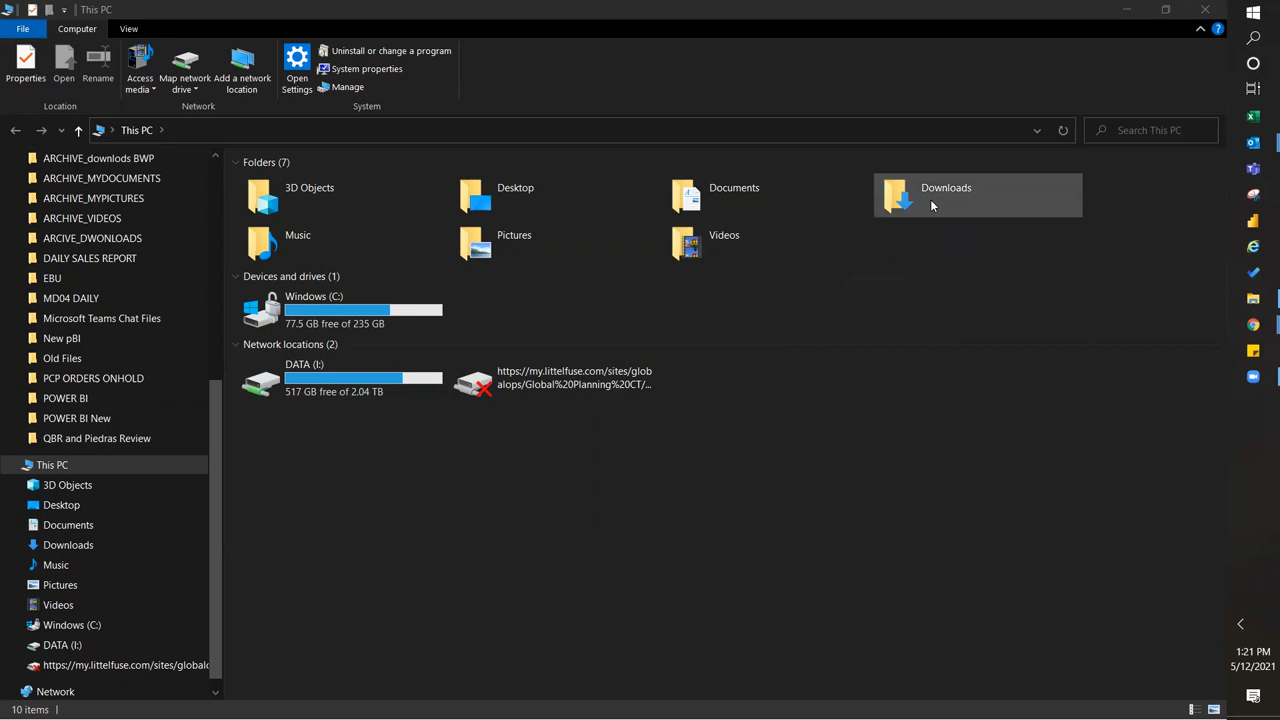 This PC
File
Computer
View
Properties
Open
Rename
Access
media
Map network
drive
Add a network
location
Open
Settings
Uninstall or change a program
System properties
Manage
Location
Network
System
This PC
Search This PC
ARCHIVE_downlods BWP
ARCHIVE_MYDOCUMENTS
ARCHIVE_MYPICTURES
ARCHIVE_VIDEOS
ARCIVE_DWONLOADS
DAILY SALES REPORT
EBU
MD04 DAILY
Microsoft Teams Chat Files
New pBI
Old Files
PCP ORDERS ONHOLD
POWER BI
POWER BI New
QBR and Piedras Review
This PC
3D Objects
Desktop
Documents
Downloads
Music
Pictures
Videos
Windows (C:)
DATA (I:)
https://my.littelfuse.com/sites/globalo
Network
10 items
Folders (7)
3D Objects
Desktop
Documents
Downloads
Music
Pictures
Videos
Devices and drives (1)
Windows (C:)
77.5 GB free of 235 GB
Network locations (2)
DATA (I:)
517 GB free of 2.04 TB
https://my.littelfuse.com/sites/glob
alops/Global%20Planning%20CT/...
1:21 PM
5/12/2021